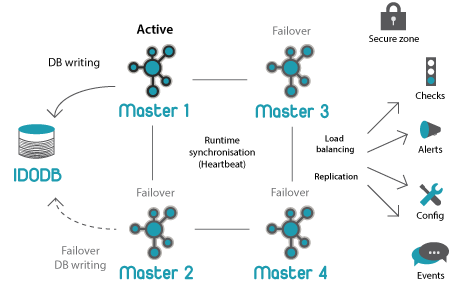 Active
Failover
Secure zone
DB writing
Master 1
Master 3
Checks
IDODB
Runtime
synchronisation
(Heartbeat)
Load
balancing
Replication
Alerts
Failover
Failover
Config
Failover
DB writing
Master 2
Master 4
Events